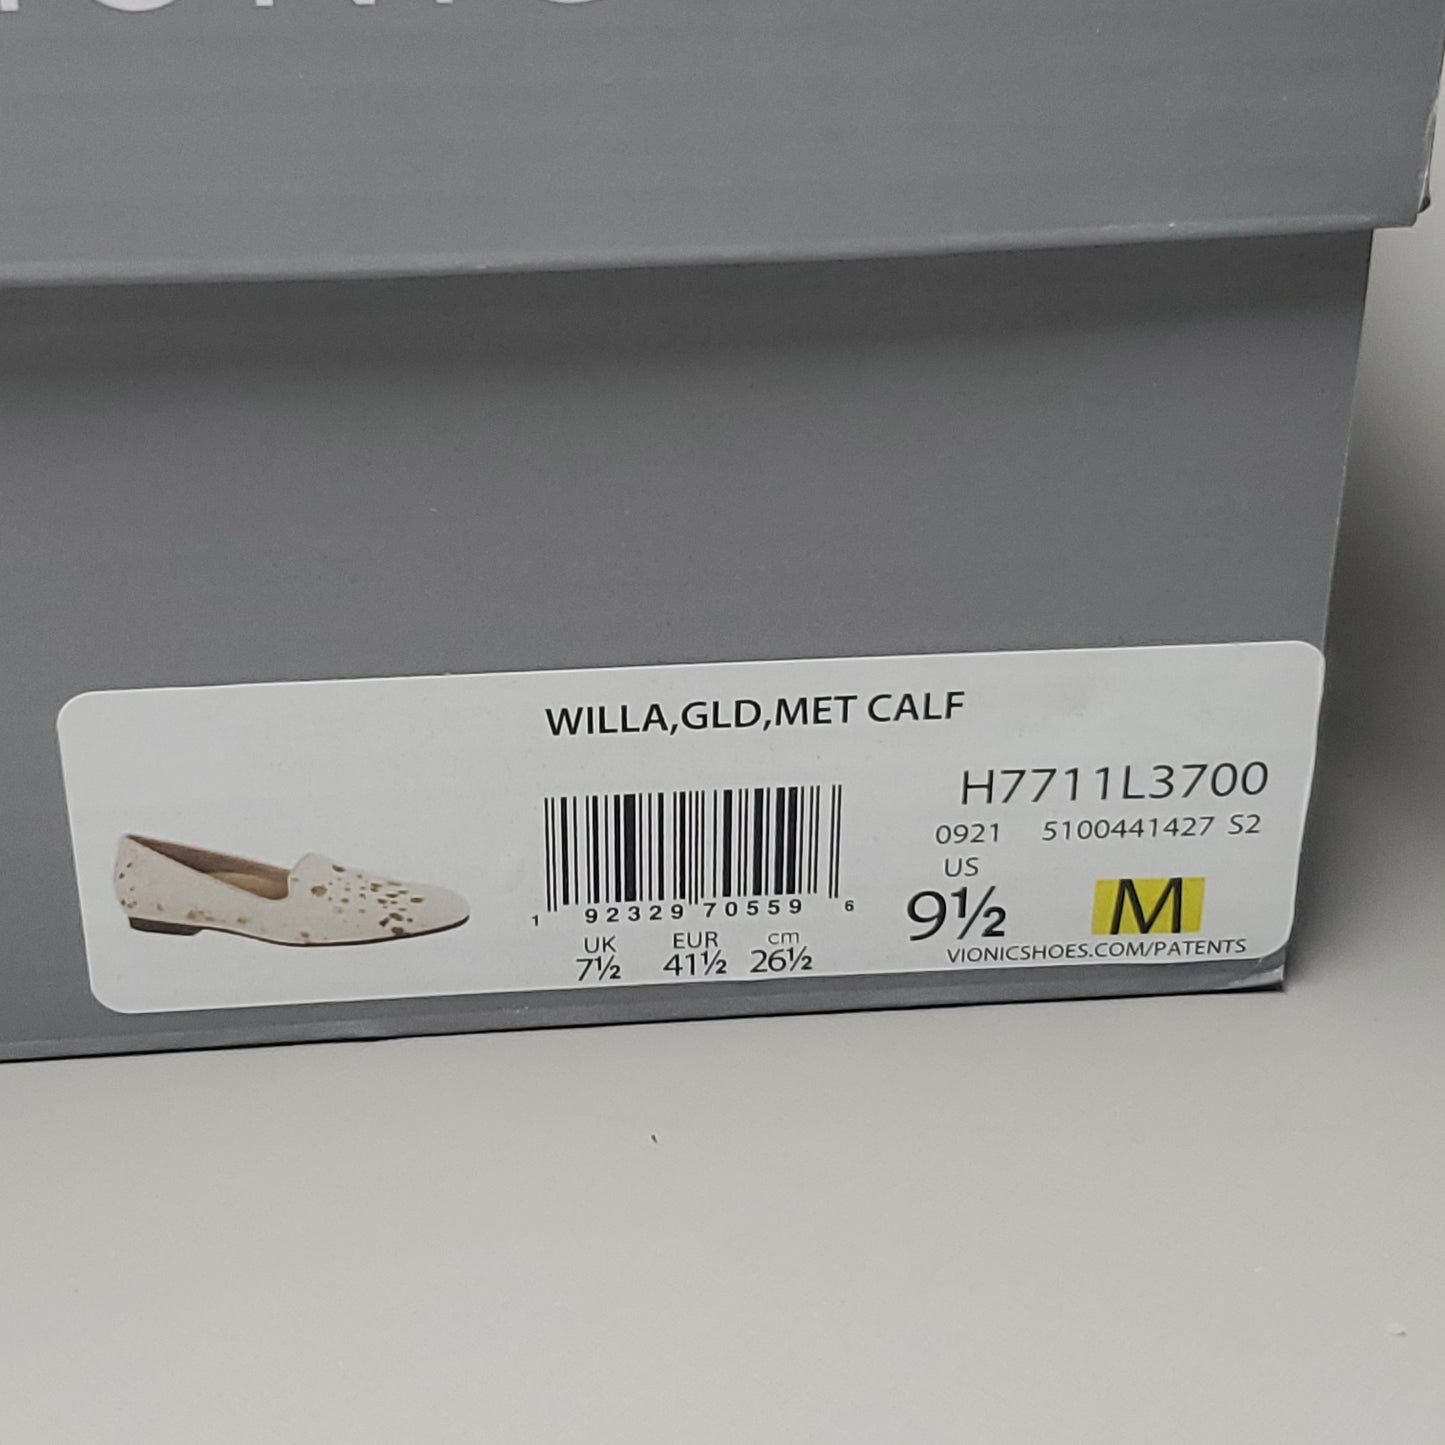 WILLA,GLD,MET CALF
H7711L3700
0921 5100441427 S2
US
9½ M
1 92329 70559 6
UK EUR cm
7½ 41½ 26½
VIONICSHOES.COM/PATENTS